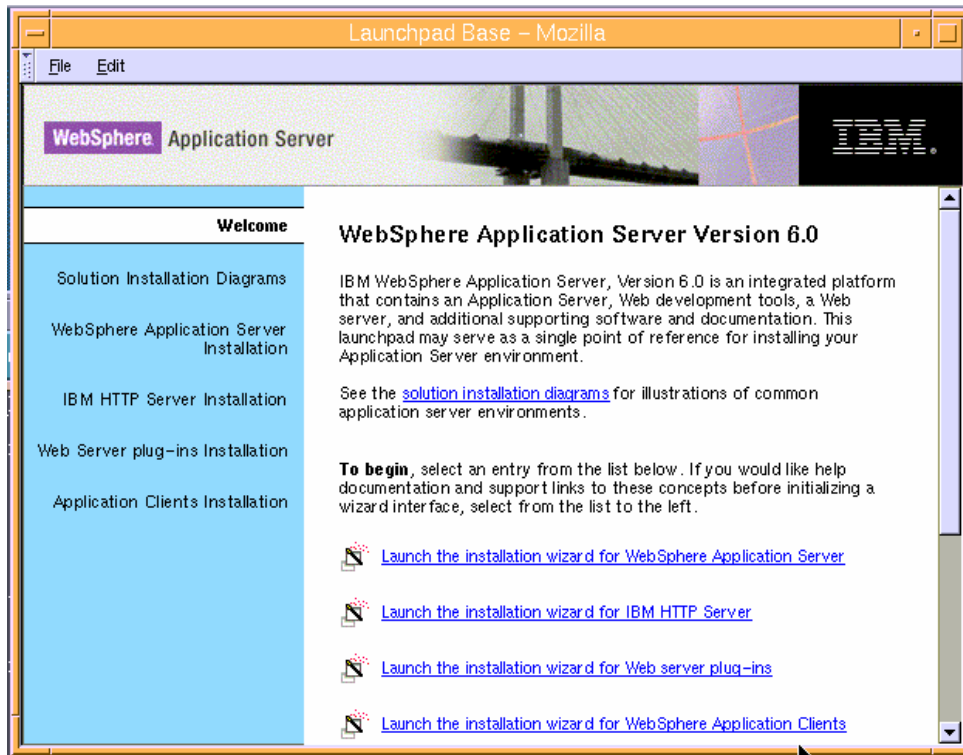 Launchpad Base – Mozilla
File Edit
WebSphere. Application Server
IBM.
Welcome
Solution Installation Diagrams
WebSphere Application Server
Installation
IBM HTTP Server Installation
Web Server plug-ins Installation
Application Clients Installation
WebSphere Application Server Version 6.0
IBM WebSphere Application Server, Version 6.0 is an integrated platform
that contains an Application Server, Web development tools, a Web
server, and additional supporting software and documentation. This
launchpad may serve as a single point of reference for installing your
Application Server environment.
See the solution installation diagrams for illustrations of common
application server environments.
To begin, select an entry from the list below. If you would like help
documentation and support links to these concepts before initializing a
wizard interface, select from the list to the left.
Launch the installation wizard for WebSphere Application Server
Launch the installation wizard for IBM HTTP Server
Launch the installation wizard for Web server plug-ins
Launch the installation wizard for WebSphere Application Clients